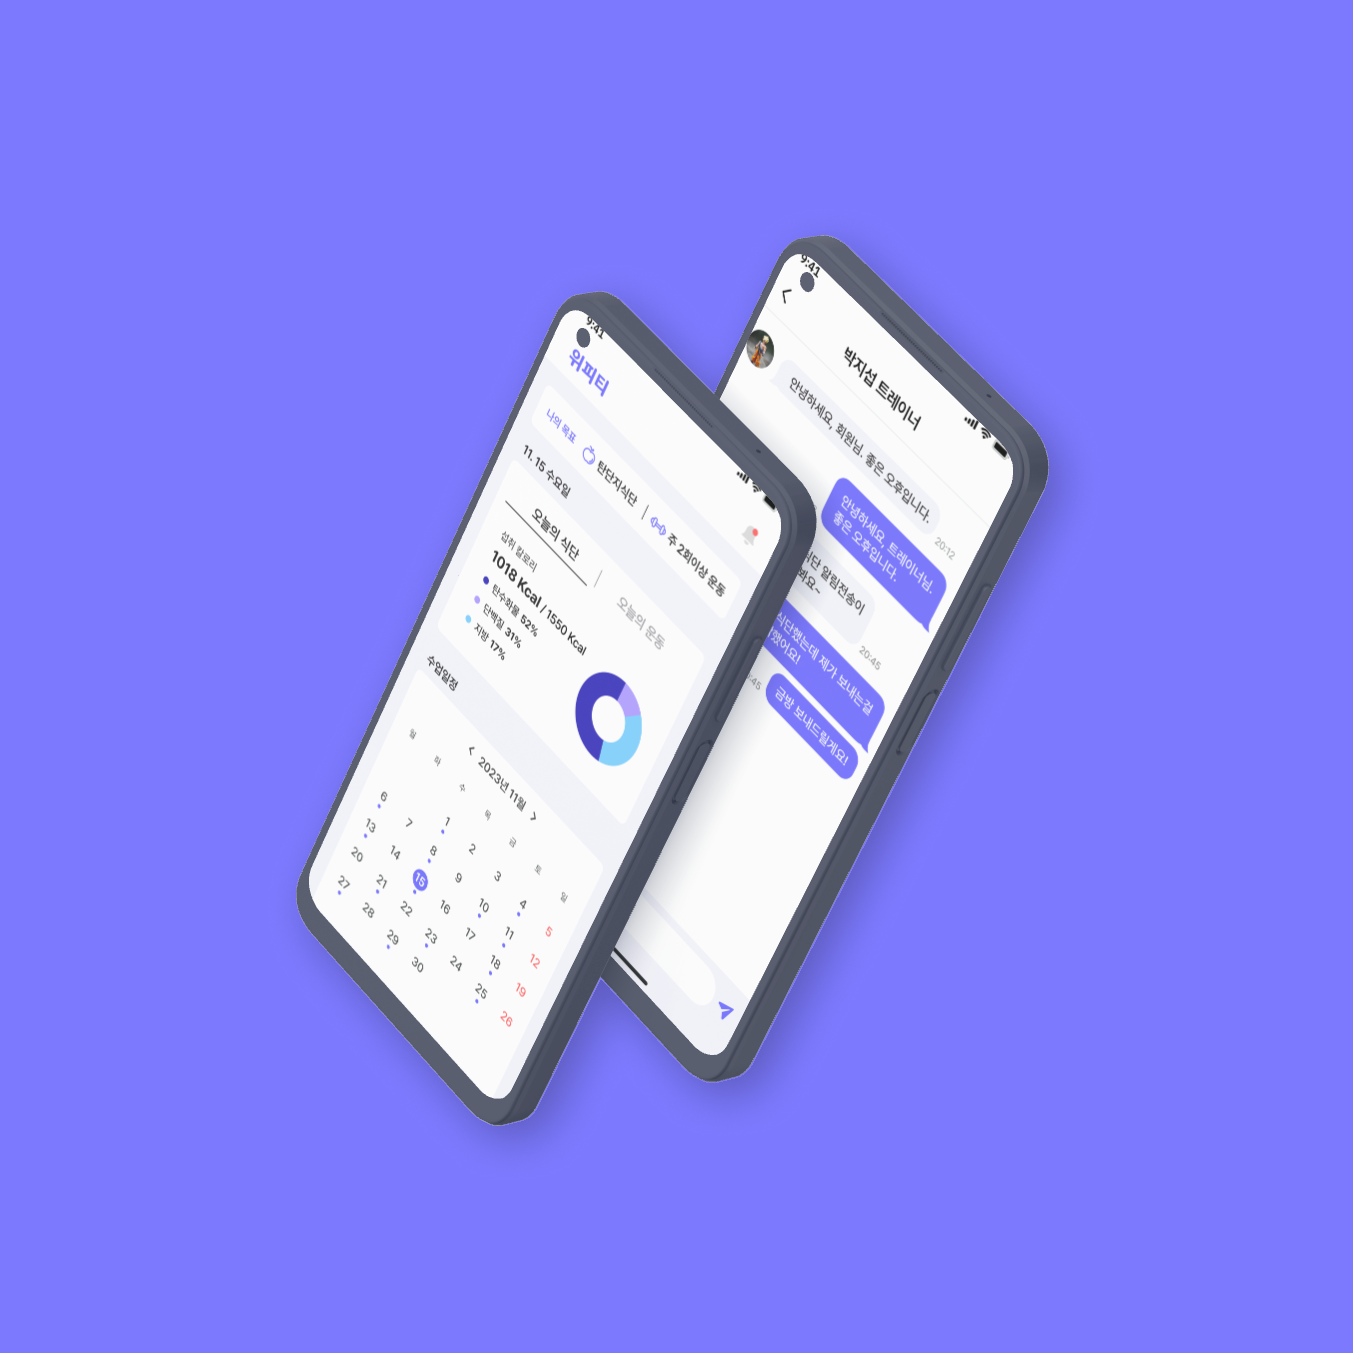 9:41
위피티
나의 목표
탄단지식단
주 2회이상 운동
11. 15 수요일
오늘의 식단
오늘의 운동
섭취 칼로리
1018 Kcal / 1550 Kcal
탄수화물 52%
단백질 31%
지방 17%
수업일정
< 2023년 11월 >
월 화 수 목 금 토 일
1 2 3 4 5
6 7 8 9 10 11 12
13 14 15 16 17 18 19
20 21 22 23 24 25 26
27 28 29 30
9:41
박지섭 트레이너
안녕하세요, 회원님. 좋은 오후입니다.
20:12
안녕하세요, 트레이너님.
좋은 오후입니다.
식단 알림전송이
봐요~
20:45
식단했는데 제가 보내는걸
했어요!
:45
금방 보내드릴게요!